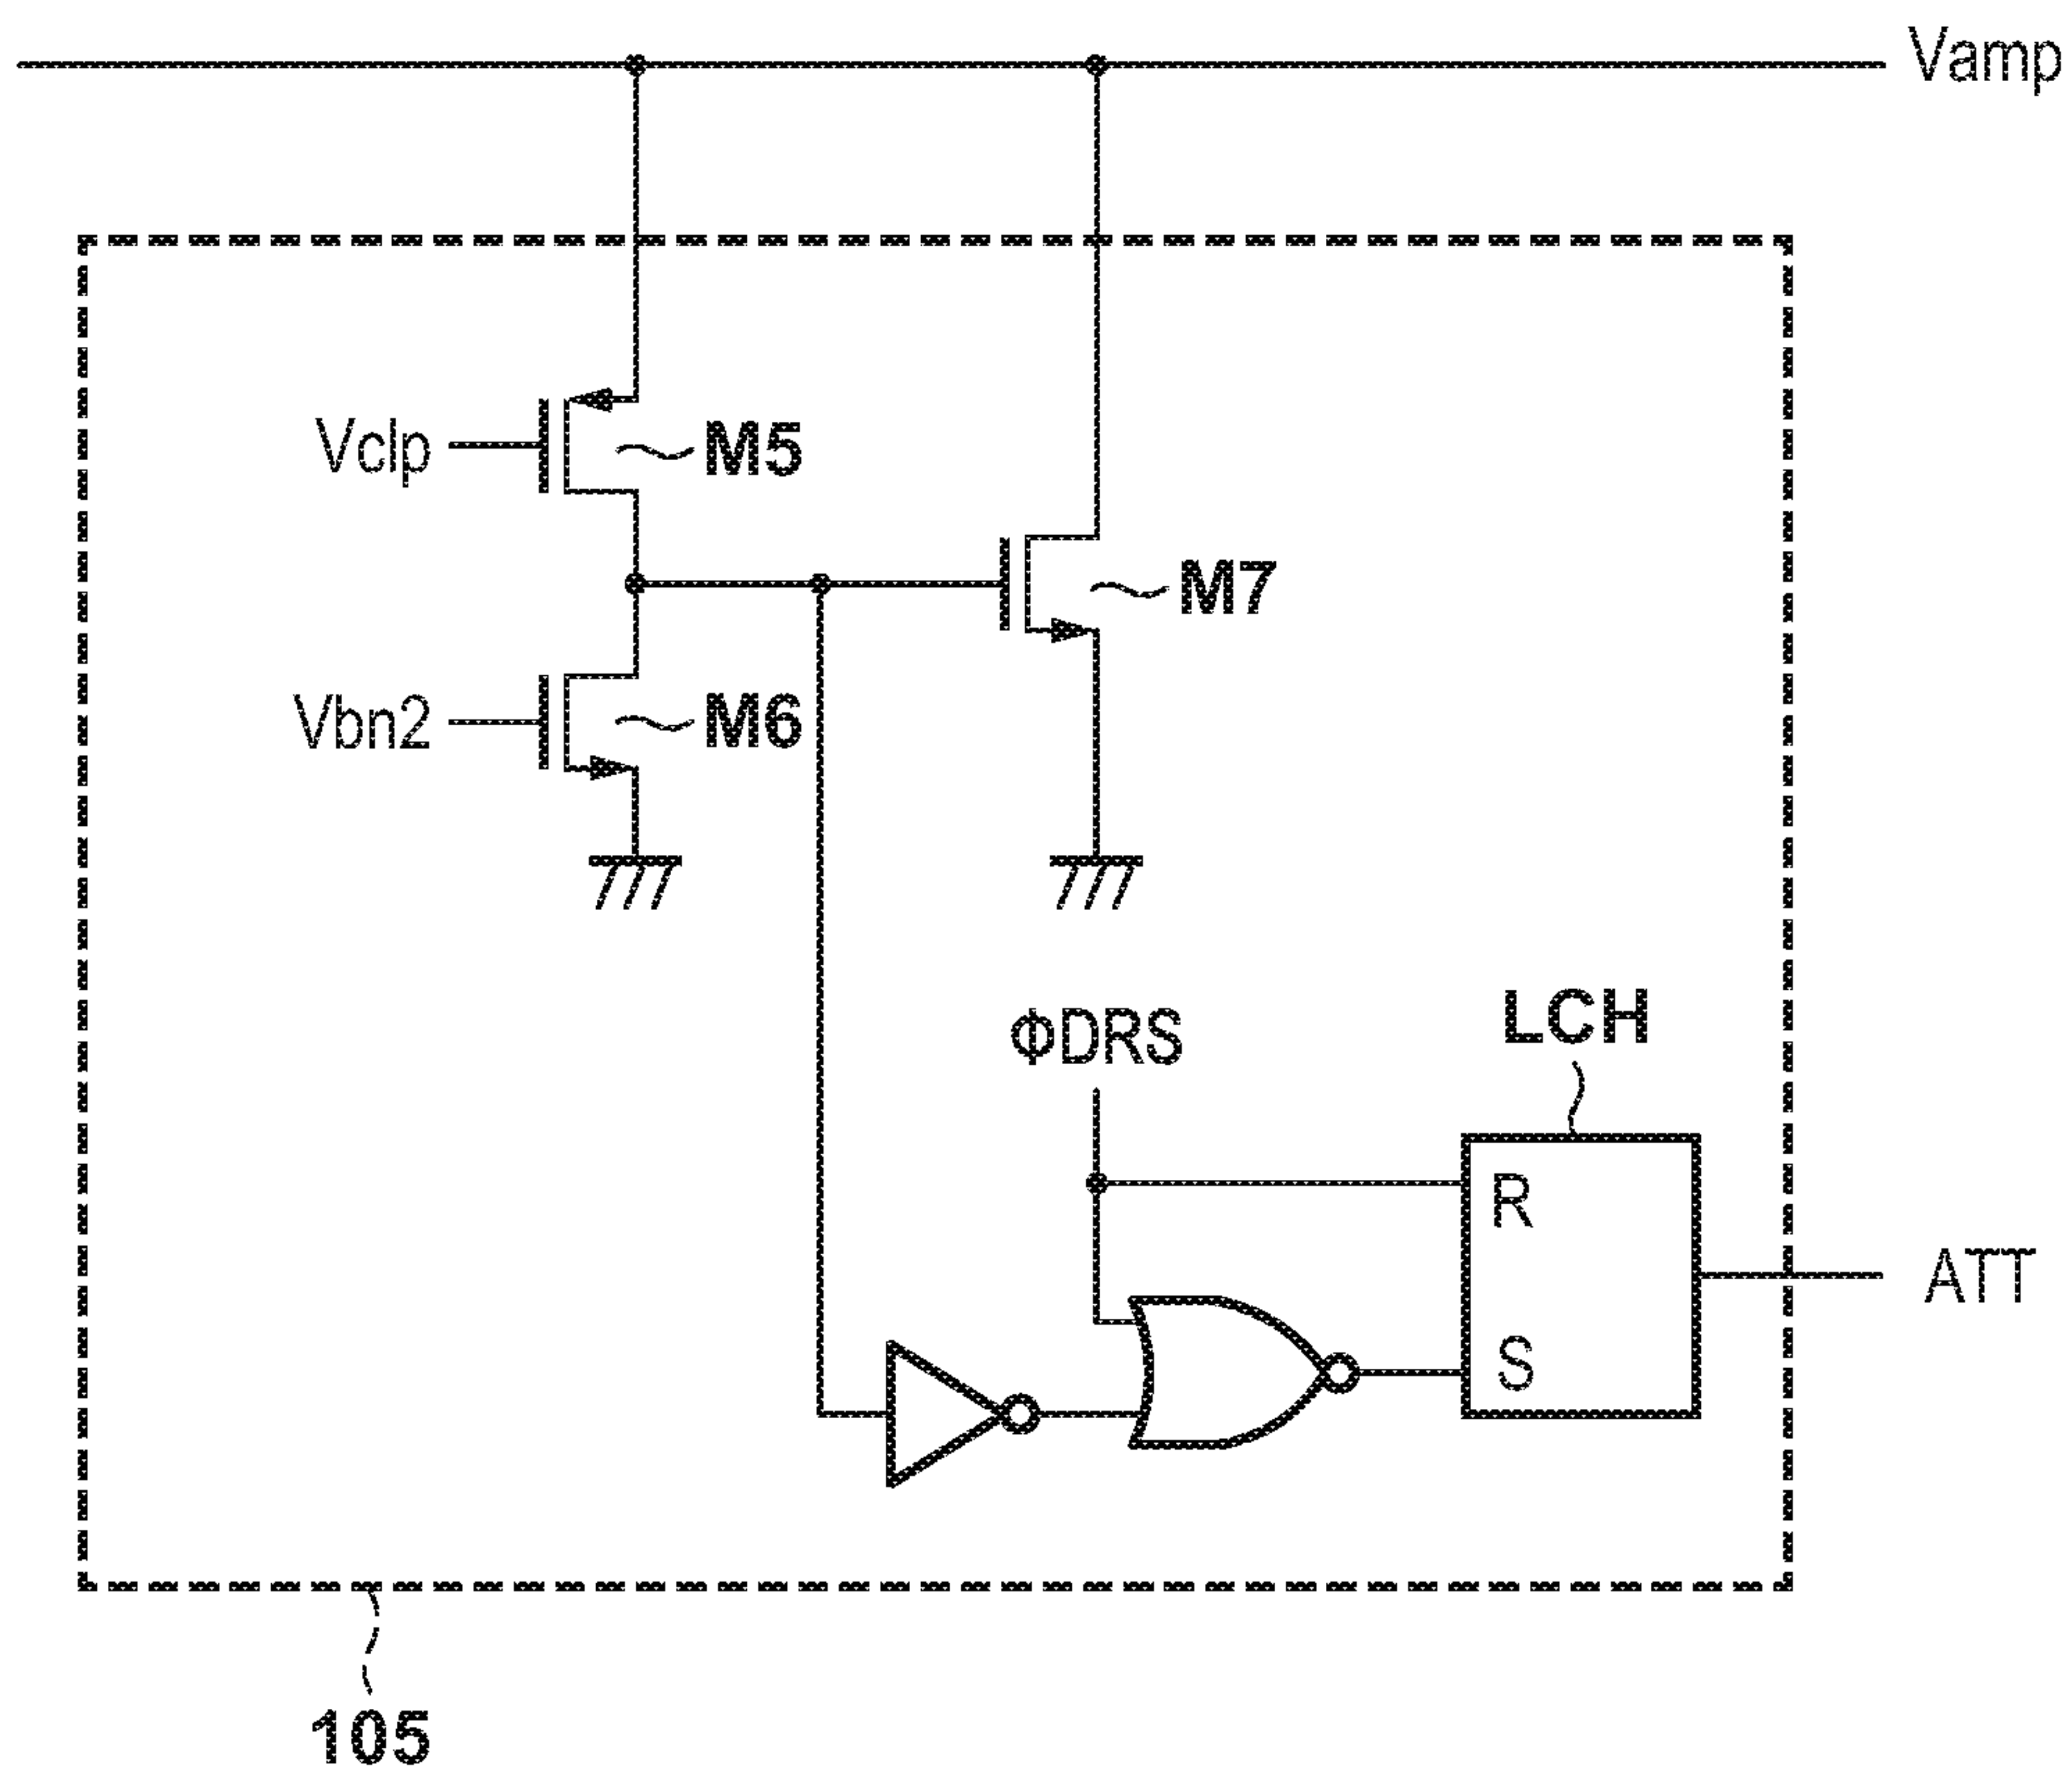 Vamp
Vclp
M5
M7
Vbn2
M6
ΦDRS
LCH
R
ATT
S
105